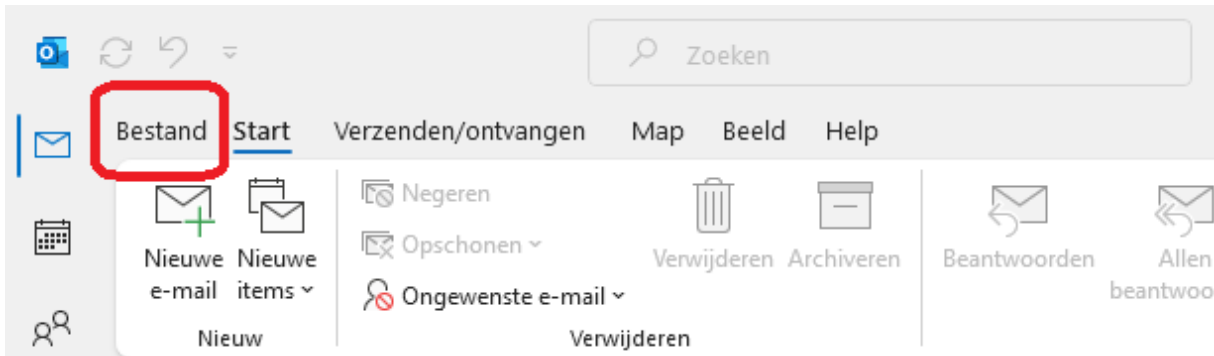 Zoeken
Bestand Start Verzenden/ontvangen Map Beeld Help
Nieuwe e-mail
Nieuwe items
Nieuw
Negeren
Opschonen
Ongewenste e-mail
Verwijderen
Archiveren
Verwijderen
Beantwoorden
Allen
beantwoo